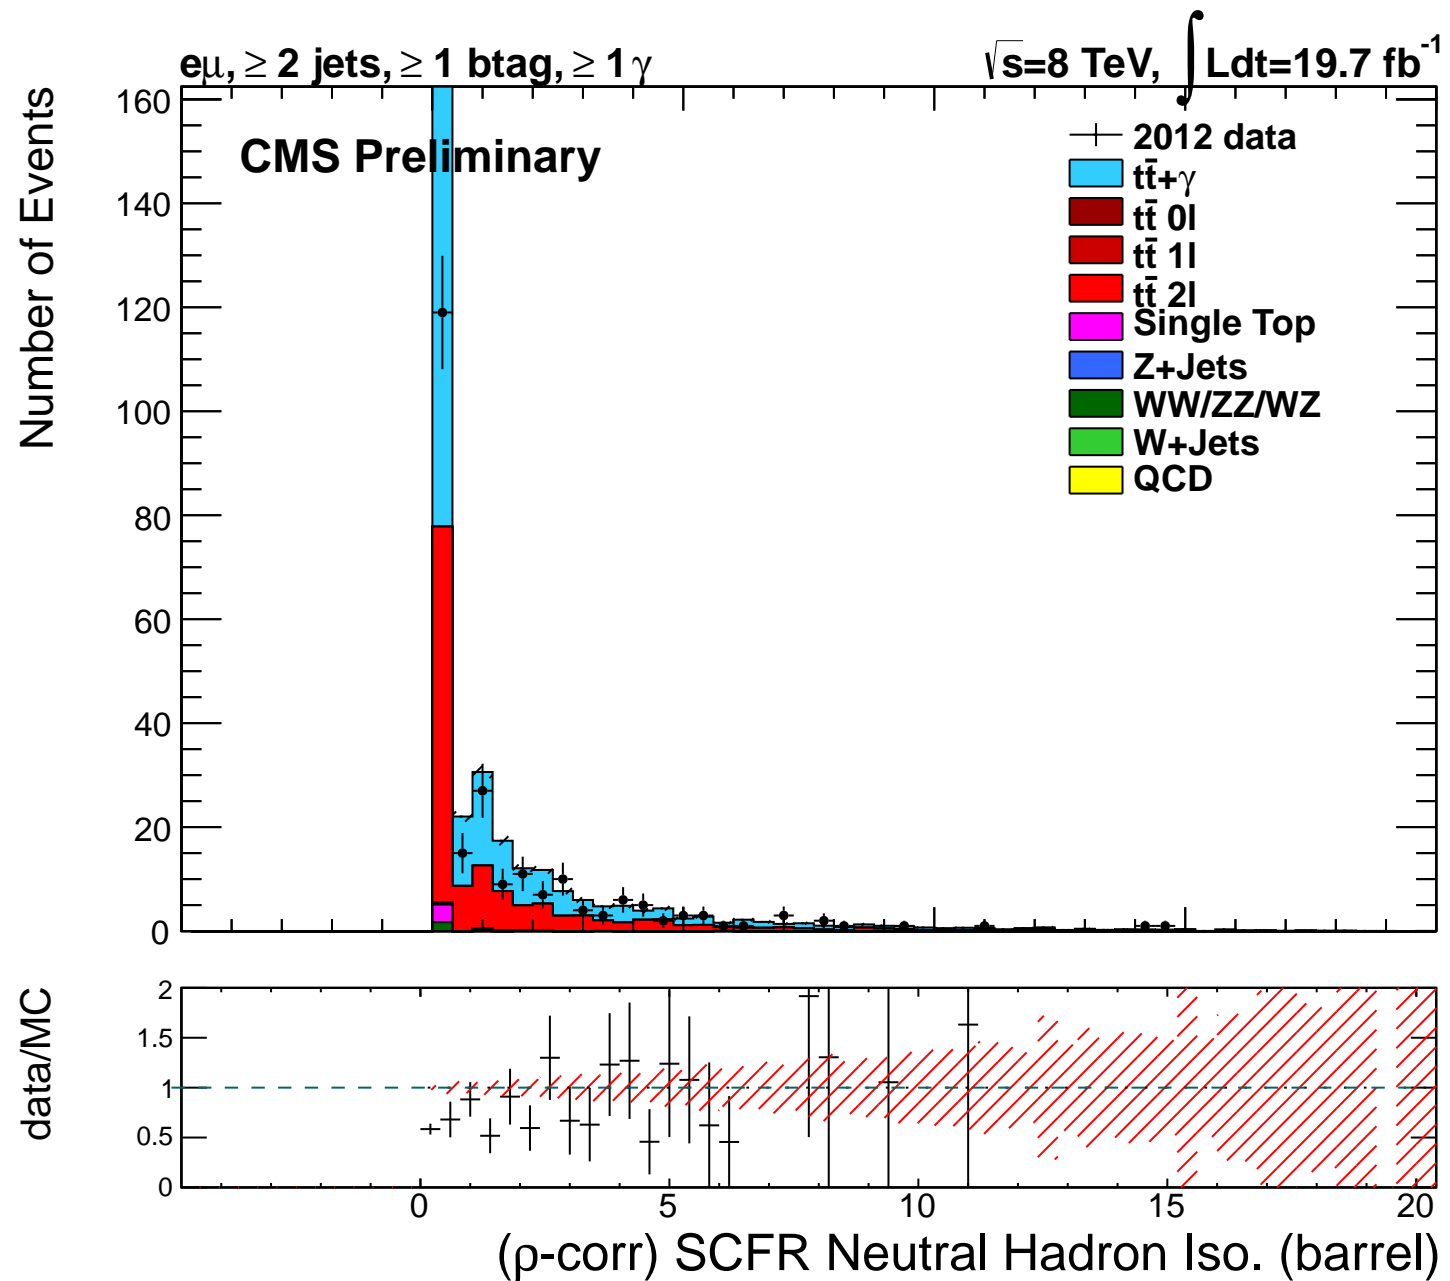 eμ, ≥ 2 jets, ≥ 1 btag, ≥ 1 γ
√s=8 TeV, ∫Ldt=19.7 fb⁻¹
CMS Preliminary
Number of Events
160
140
120
100
80
60
40
20
0
2012 data
tt̄+γ
tt̄ 0l
tt̄ 1l
tt̄ 2l
Single Top
Z+Jets
WW/ZZ/WZ
W+Jets
QCD
data/MC
2
1.5
1
0.5
0
0 5 10 15 20
(ρ-corr) SCFR Neutral Hadron Iso. (barrel)